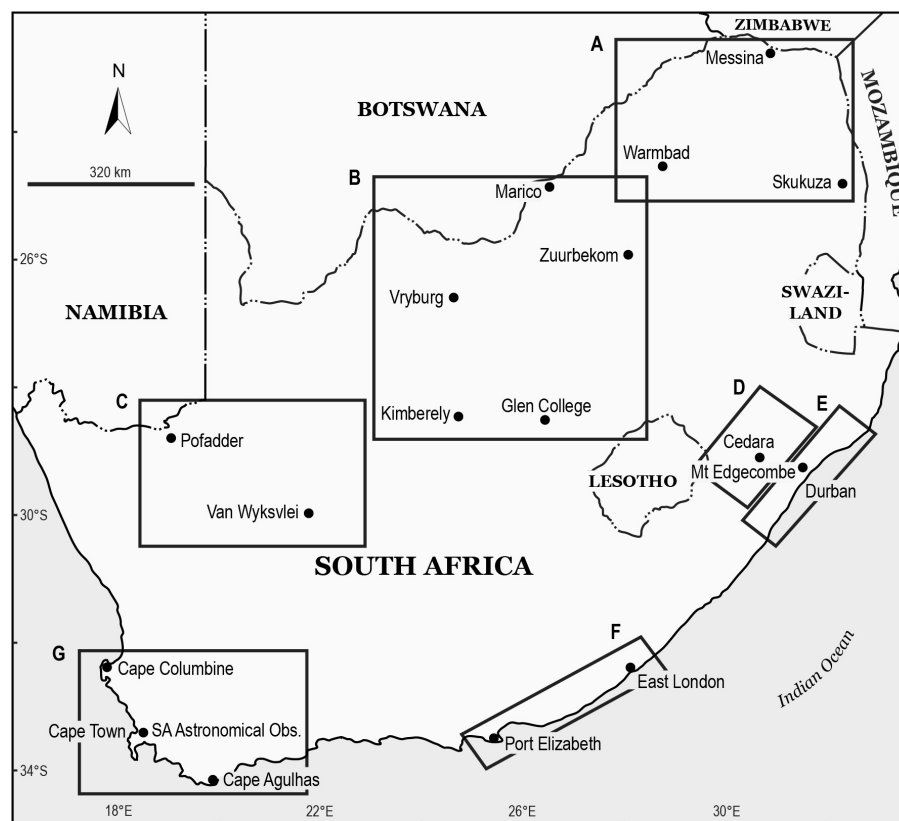 ZIMBABWE
A
Messina
N
MOZAMBIQUE
BOTSWANA
320 km
Warmbad
B
Marico
Skukuza
26°S
Zuurbekom
Vryburg
SWAZI-
LAND
NAMIBIA
D
C
E
Kimberely
Glen College
Pofadder
Cedara
Mt Edgecombe
LESOTHO
Durban
Van Wyksvlei
30°S
SOUTH AFRICA
F
G
Cape Columbine
East London
Indian Ocean
Cape Town
SA Astronomical Obs.
Port Elizabeth
34°S
Cape Agulhas
18°E
22°E
26°E
30°E